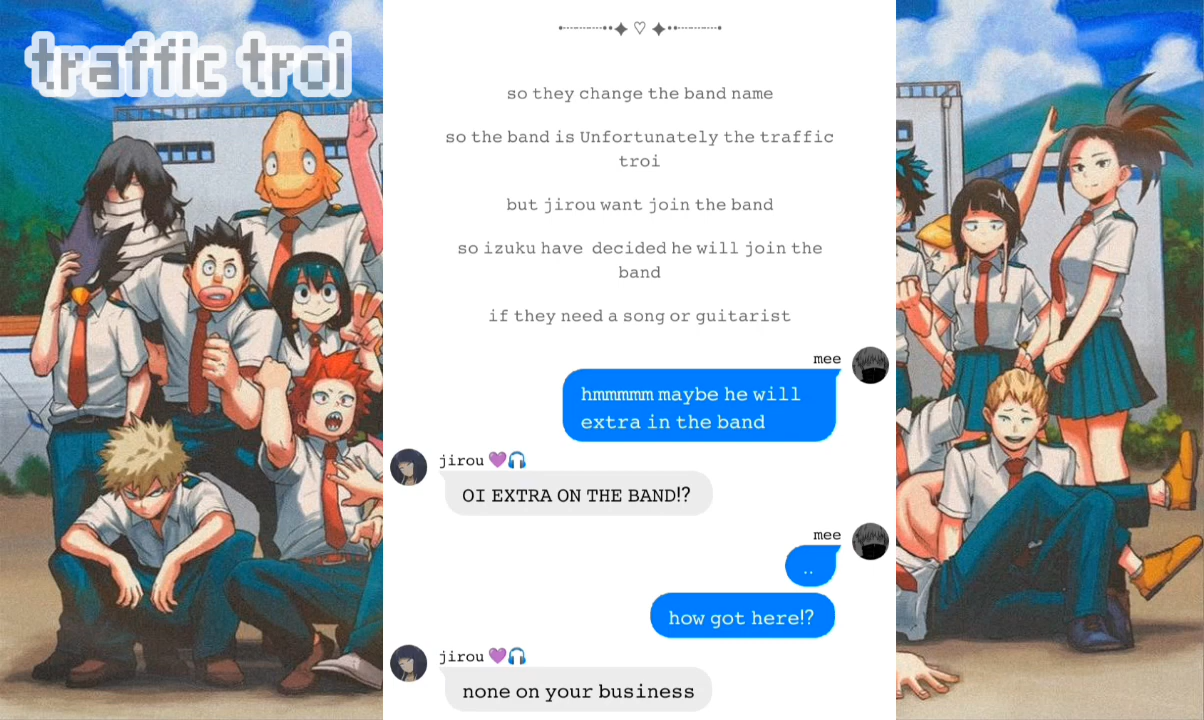 traffic troi
so they change the band name
so the band is Unfortunately the traffic
troi
but jirou want join the band
so izuku have decided he will join the
band
if they need a song or guitarist
mee
hmmmmm maybe he will
extra in the band
jirou 💜🎧
OI EXTRA ON THE BAND!?
mee
..
how got here!?
jirou 💜🎧
none on your business